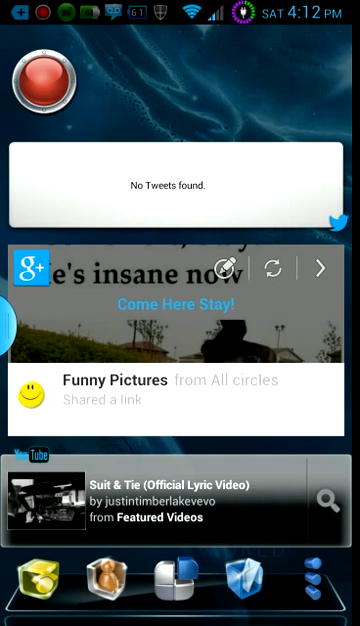 61
SAT 4:12 PM
No Tweets found.
g+
e's insane now
Come Here Stay!
Funny Pictures from All circles
Shared a link
YouTube
Suit & Tie (Official Lyric Video)
by justintimberlakevevo
from Featured Videos